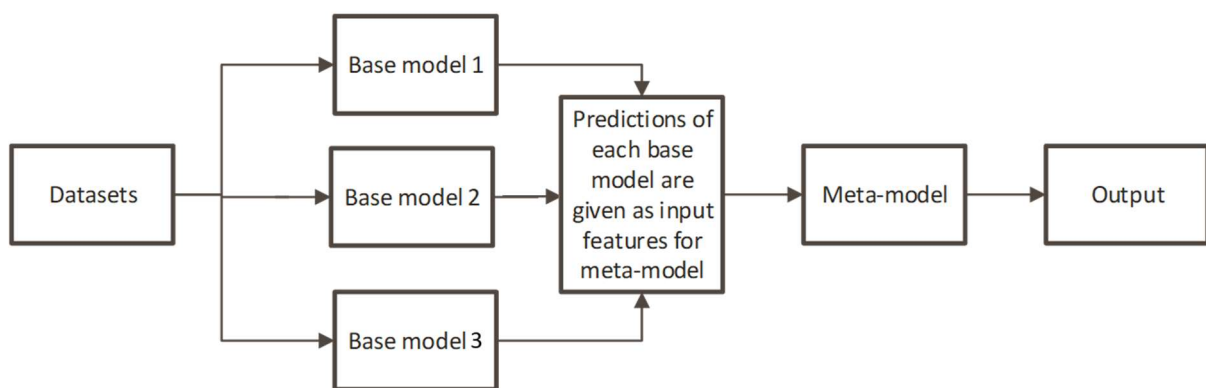 Datasets
Base model 1
Base model 2
Base model 3
Predictions of
each base
model are
given as input
features for
meta-model
Meta-model
Output